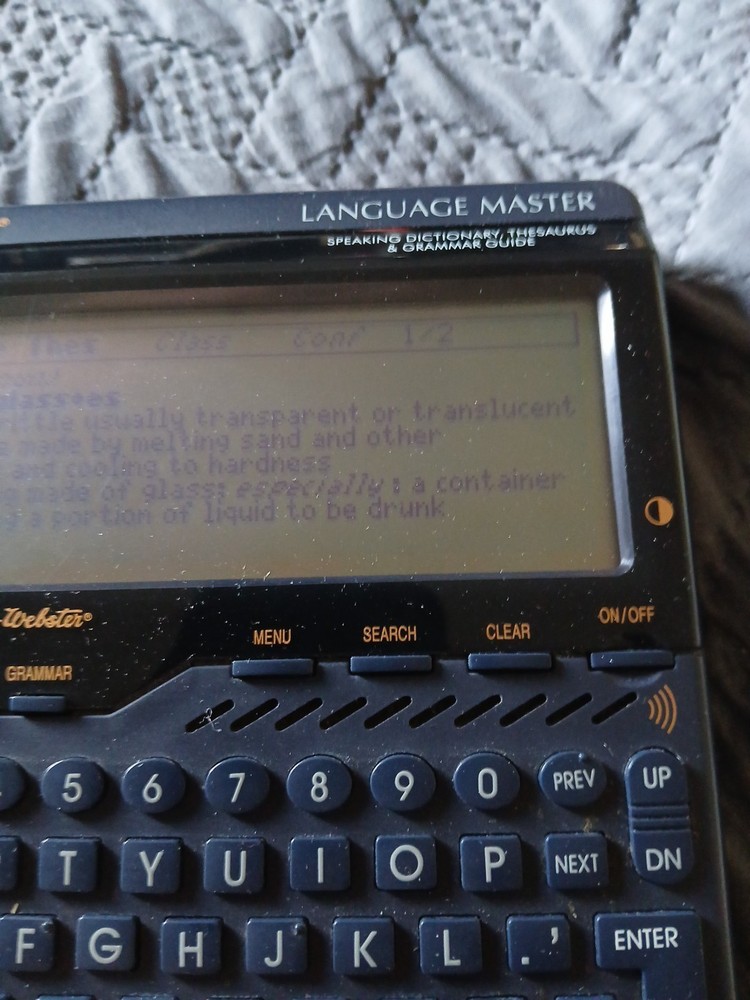 LANGUAGE MASTER
SPEAKING DICTIONARY, THESAURUS
& GRAMMAR GUIDE
Thes Class Conf 1/2
usually transparent or translucent
made by melting sand and other
and cooling to hardness
made of glass; especially : a container
a portion of liquid to be drunk
Webster®
MENU SEARCH CLEAR ON/OFF
GRAMMAR
5 6 7 8 9 0 PREV UP
T Y U I O P NEXT DN
F G H J K L . ' ENTER